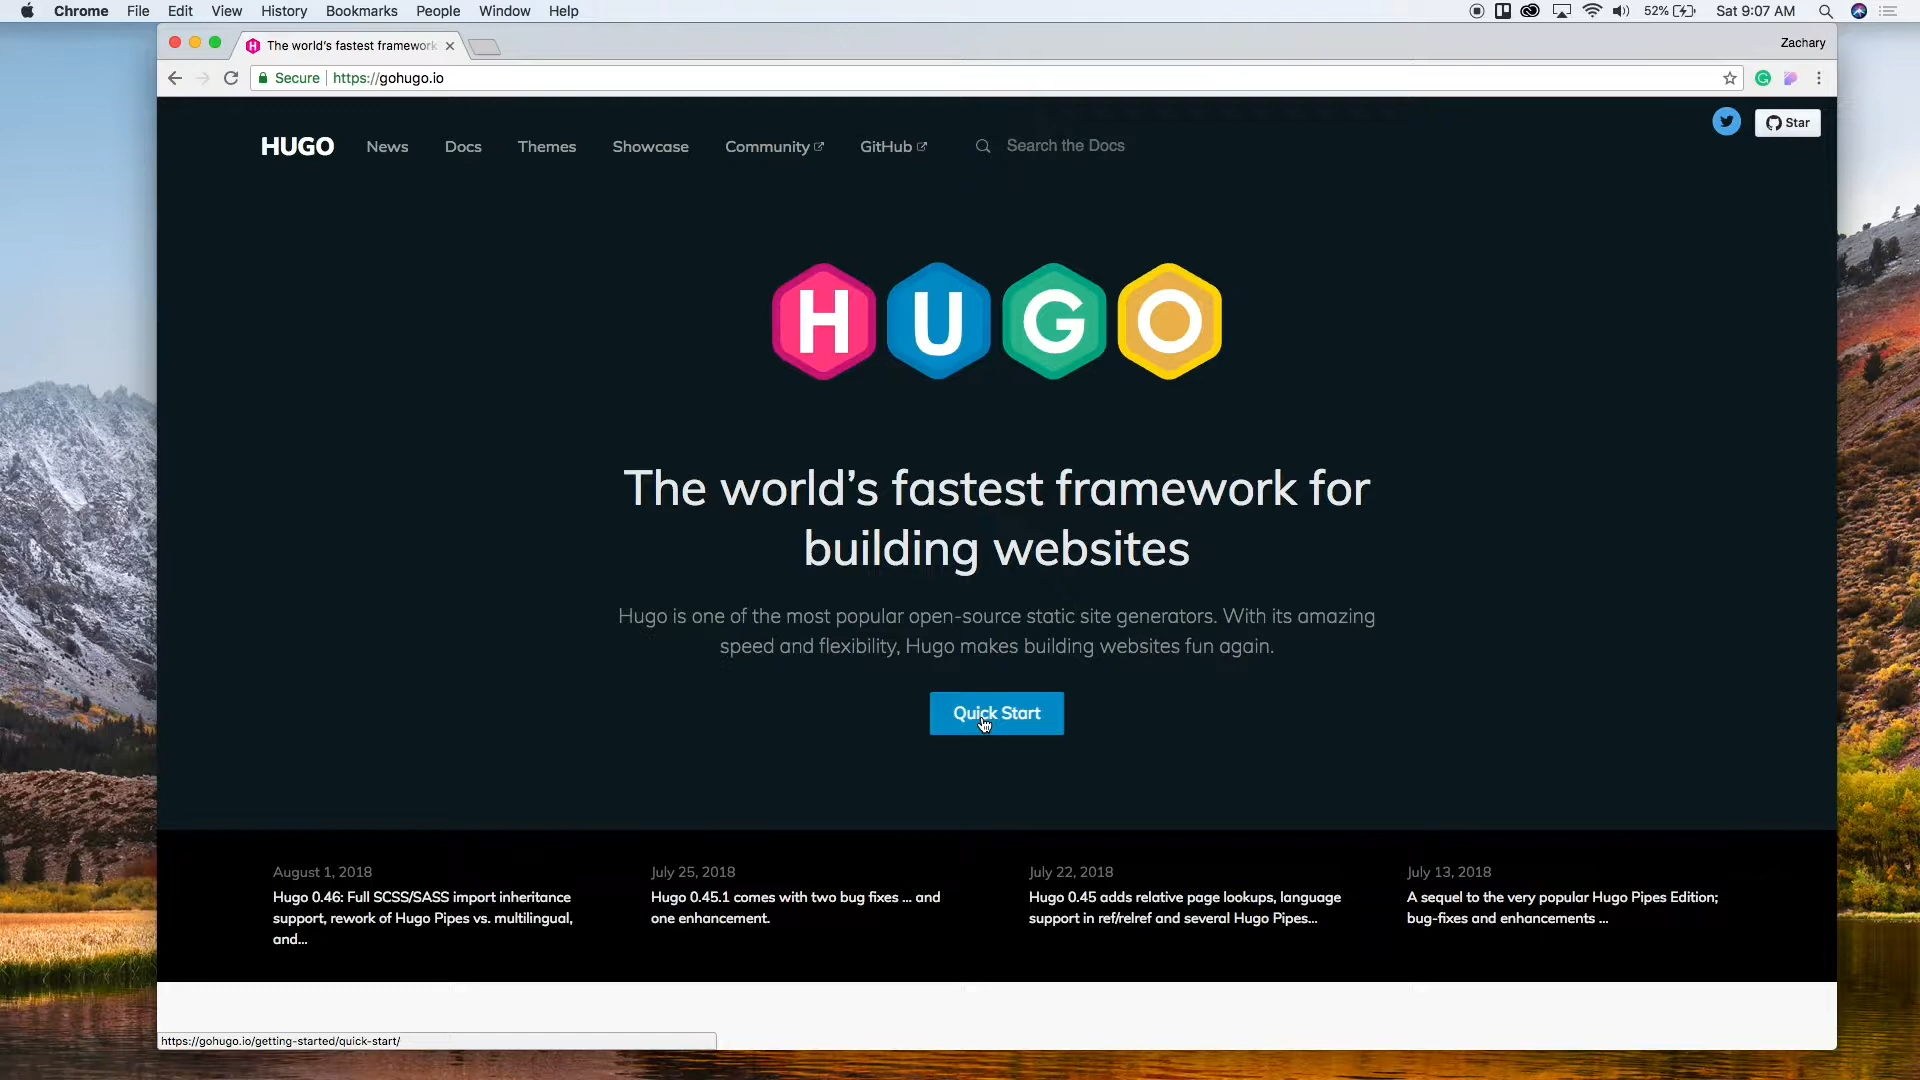 Chrome File Edit View History Bookmarks People Window Help 52% Sat 9:07 AM
The world's fastest framework Zachary
Secure https://gohugo.io
HUGO News Docs Themes Showcase Community GitHub Search the Docs Star
HUGO
The world’s fastest framework for
building websites
Hugo is one of the most popular open-source static site generators. With its amazing
speed and flexibility, Hugo makes building websites fun again.
Quick Start
August 1, 2018
Hugo 0.46: Full SCSS/SASS import inheritance
support, rework of Hugo Pipes vs. multilingual,
and...
July 25, 2018
Hugo 0.45.1 comes with two bug fixes ... and
one enhancement.
July 22, 2018
Hugo 0.45 adds relative page lookups, language
support in ref/relref and several Hugo Pipes...
July 13, 2018
A sequel to the very popular Hugo Pipes Edition;
bug-fixes and enhancements ...
https://gohugo.io/getting-started/quick-start/